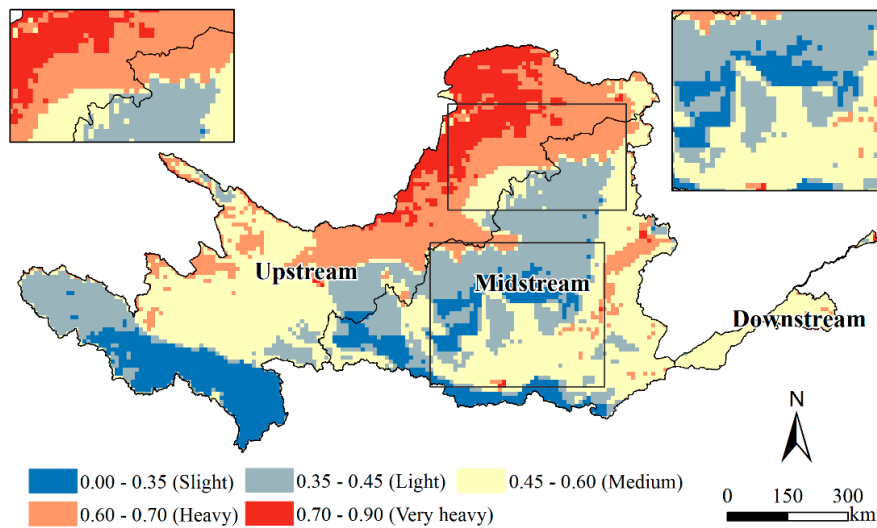 Upstream
Midstream
Downstream
N
0.00 - 0.35 (Slight) 0.35 - 0.45 (Light) 0.45 - 0.60 (Medium)
0.60 - 0.70 (Heavy) 0.70 - 0.90 (Very heavy)
0 150 300
km